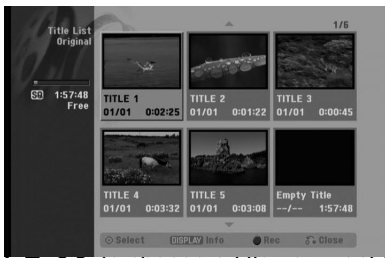 Title List
Original
1/6
SQ 1:57:48
Free
TITLE 1
01/01 0:02:25
TITLE 2
01/01 0:01:22
TITLE 3
01/01 0:00:45
TITLE 4
01/01 0:03:32
TITLE 5
01/01 0:03:08
Empty Title
--/-- 1:57:48
Select DISPLAY Info Rec Close